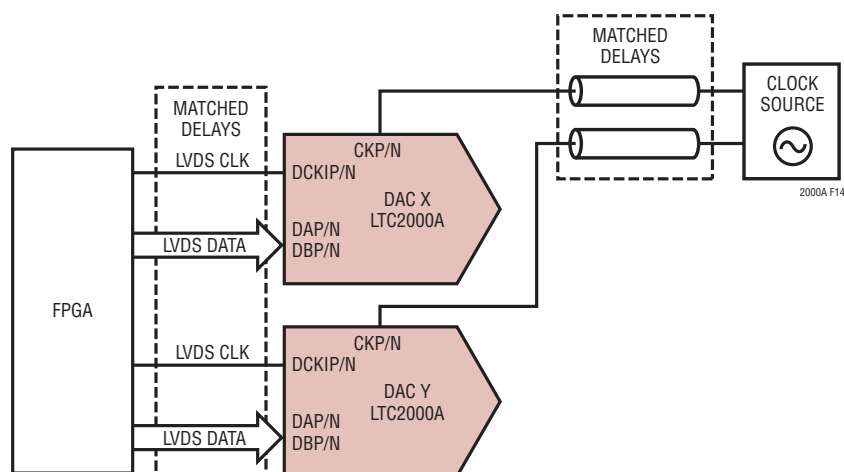 MATCHED
DELAYS
CLOCK
SOURCE
2000A F14
MATCHED
DELAYS
LVDS CLK
CKP/N
DCKIP/N
DAC X
LTC2000A
DAP/N
DBP/N
LVDS DATA
FPGA
LVDS CLK
CKP/N
DCKIP/N
DAC Y
LTC2000A
DAP/N
DBP/N
LVDS DATA